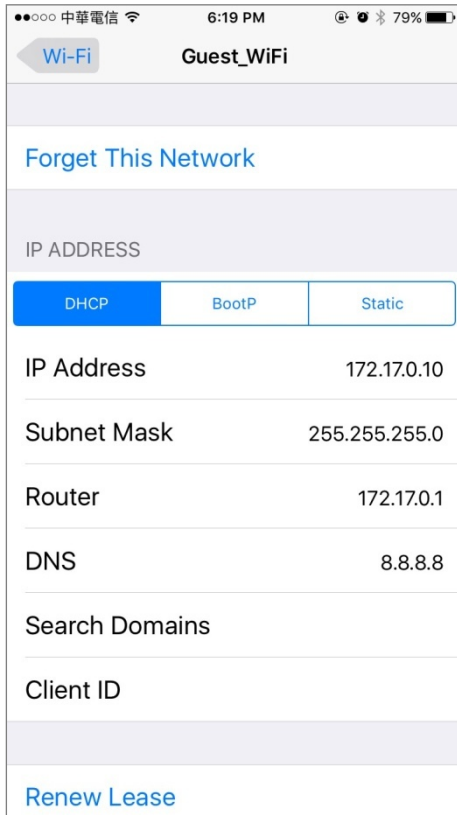 中華電信 6:19 PM 79%
Wi-Fi Guest_WiFi
Forget This Network
IP ADDRESS
DHCP BootP Static
IP Address 172.17.0.10
Subnet Mask 255.255.255.0
Router 172.17.0.1
DNS 8.8.8.8
Search Domains
Client ID
Renew Lease